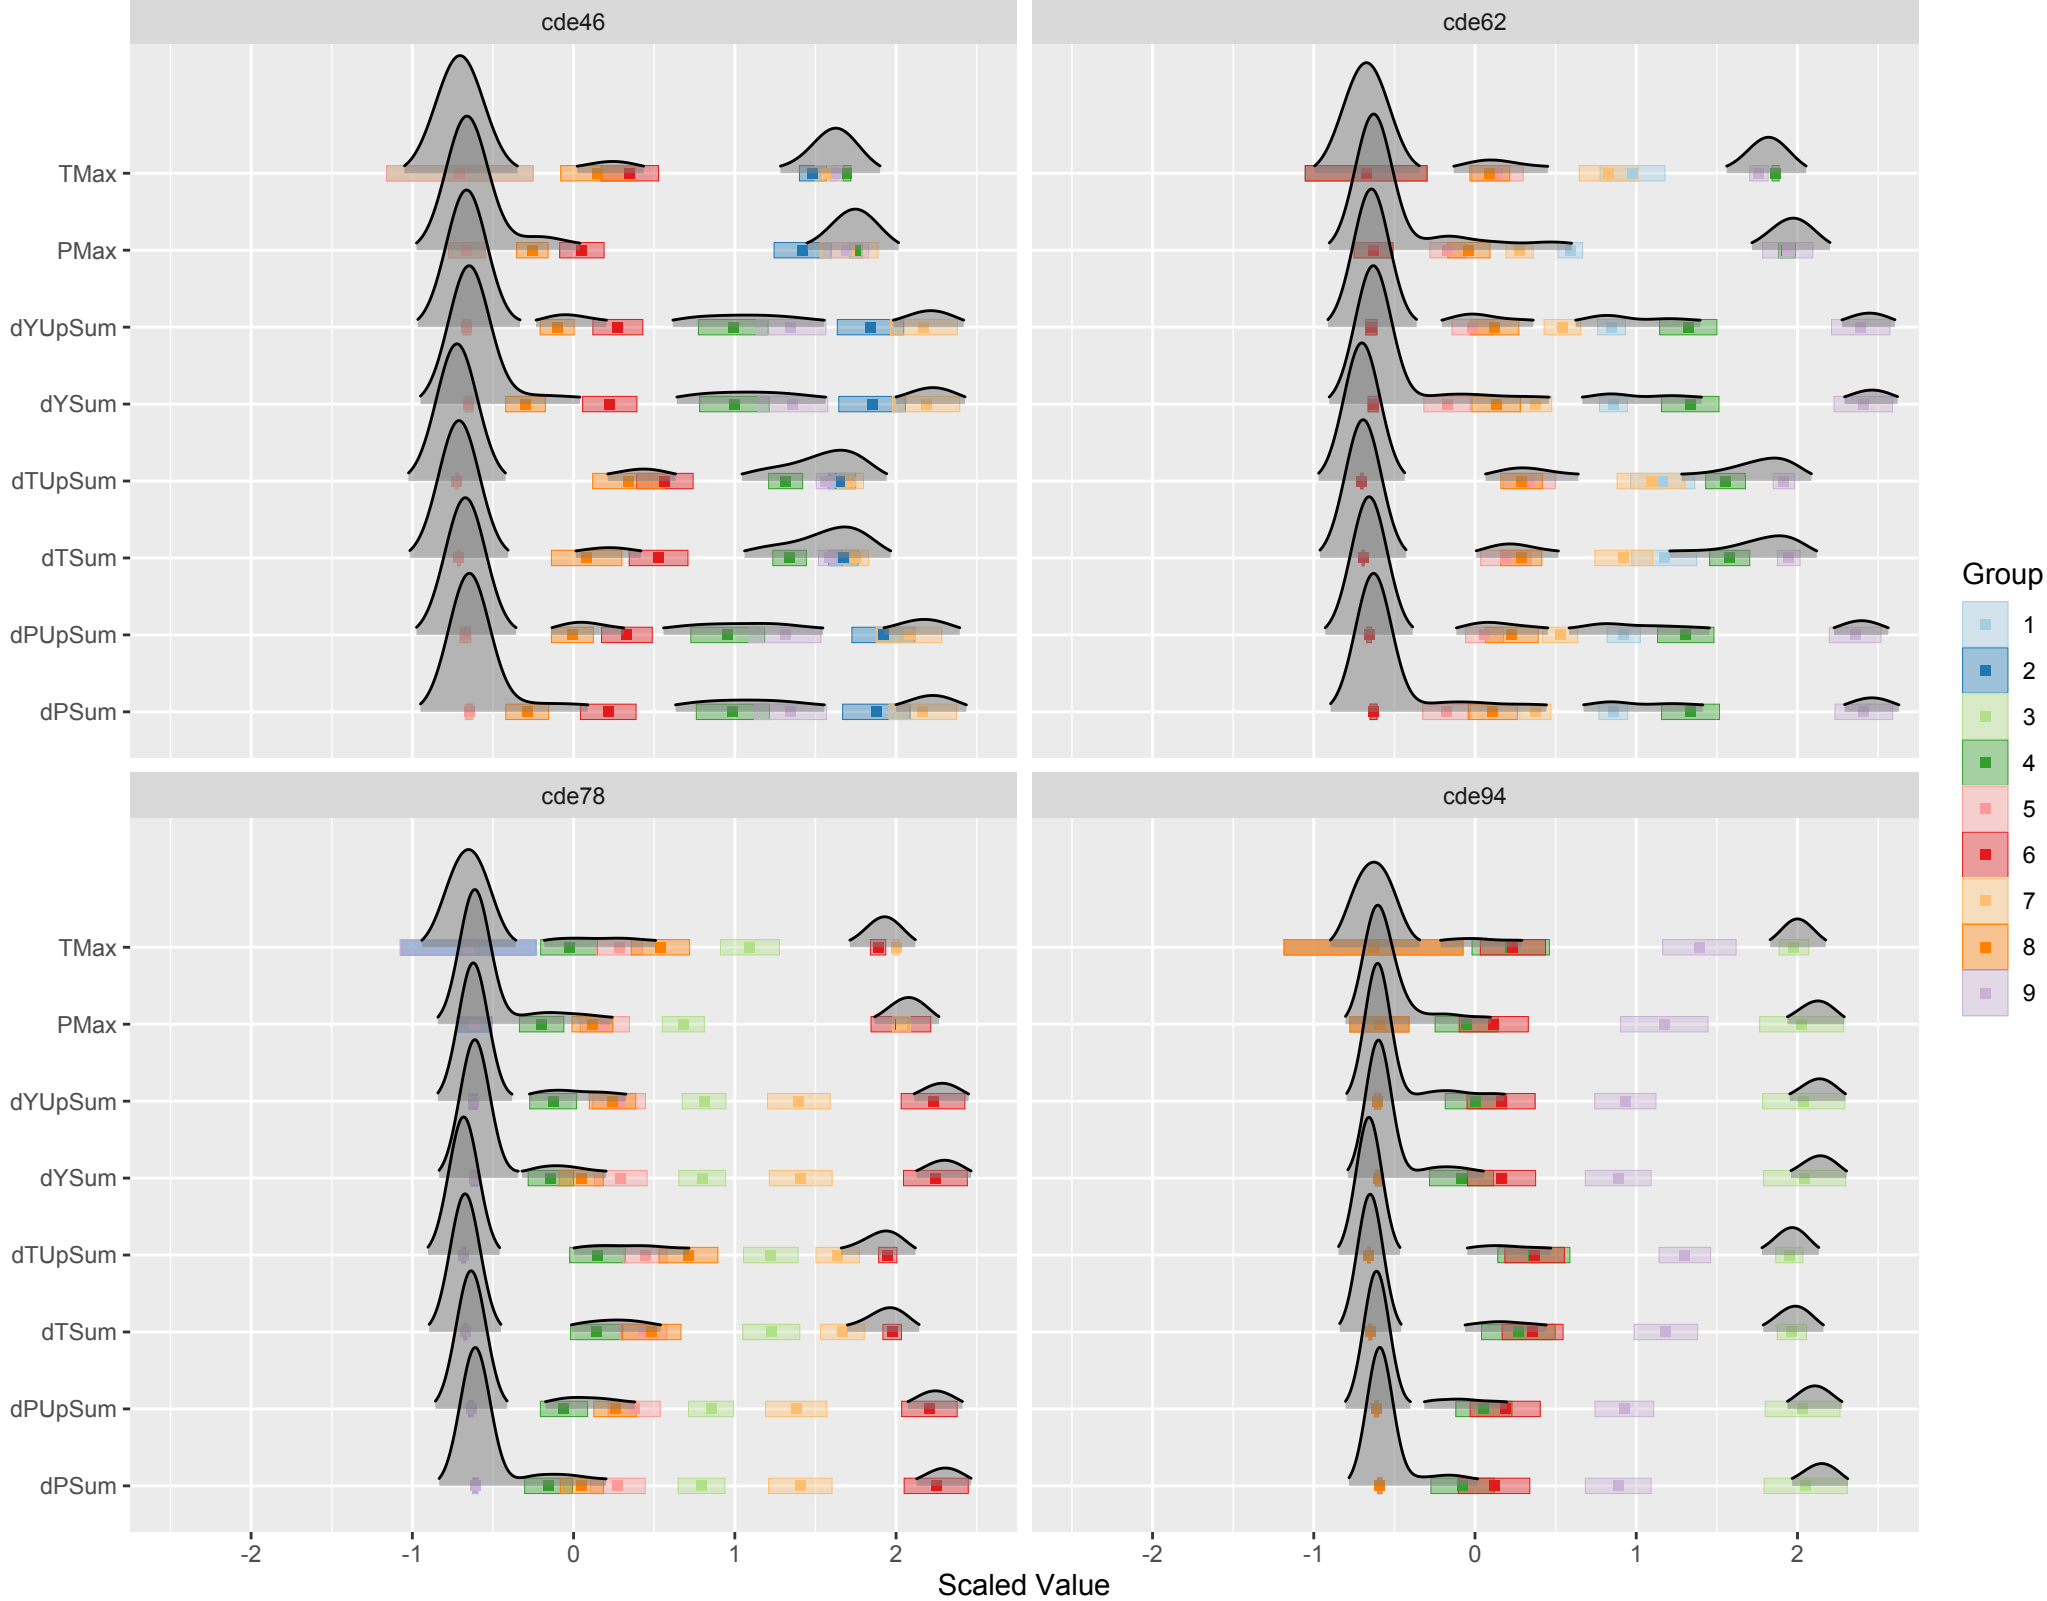 cde46
cde62
TMax
PMax
dYUpSum
dYSum
dTUpSum
dTSum
dPUpSum
dPSum
cde78
cde94
TMax
PMax
dYUpSum
dYSum
dTUpSum
dTSum
dPUpSum
dPSum
-2 -1 0 1 2 -2 -1 0 1 2
Scaled Value
Group
1
2
3
4
5
6
7
8
9